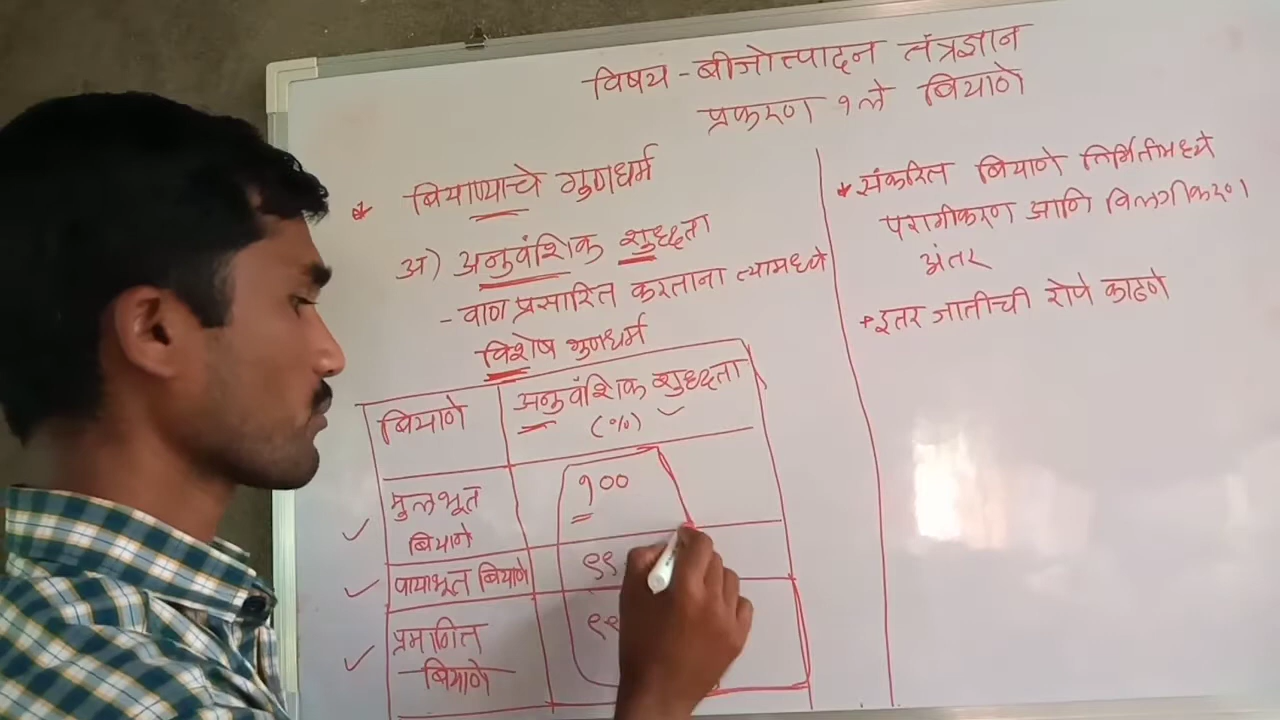 विषय - बीजोत्पादन तंत्रज्ञान
प्रकरण १ले बियाणे
* बियाण्याचे गुणधर्म
अ) अनुवंशिक शुध्दता
- वाण प्रसारित करताना त्यामध्ये
विशेष गुणधर्म
बियाणे
अनुवंशिक शुध्दता
(%)
मुलभूत
बियाणे
१००
पायाभूत बियाणे
९९
प्रमाणित
बियाणे
* संकरित बियाणे निर्मितीमध्ये
परागीकरण आणि विलगीकरण
अंतर
* इतर जातीची रोपे काढणे